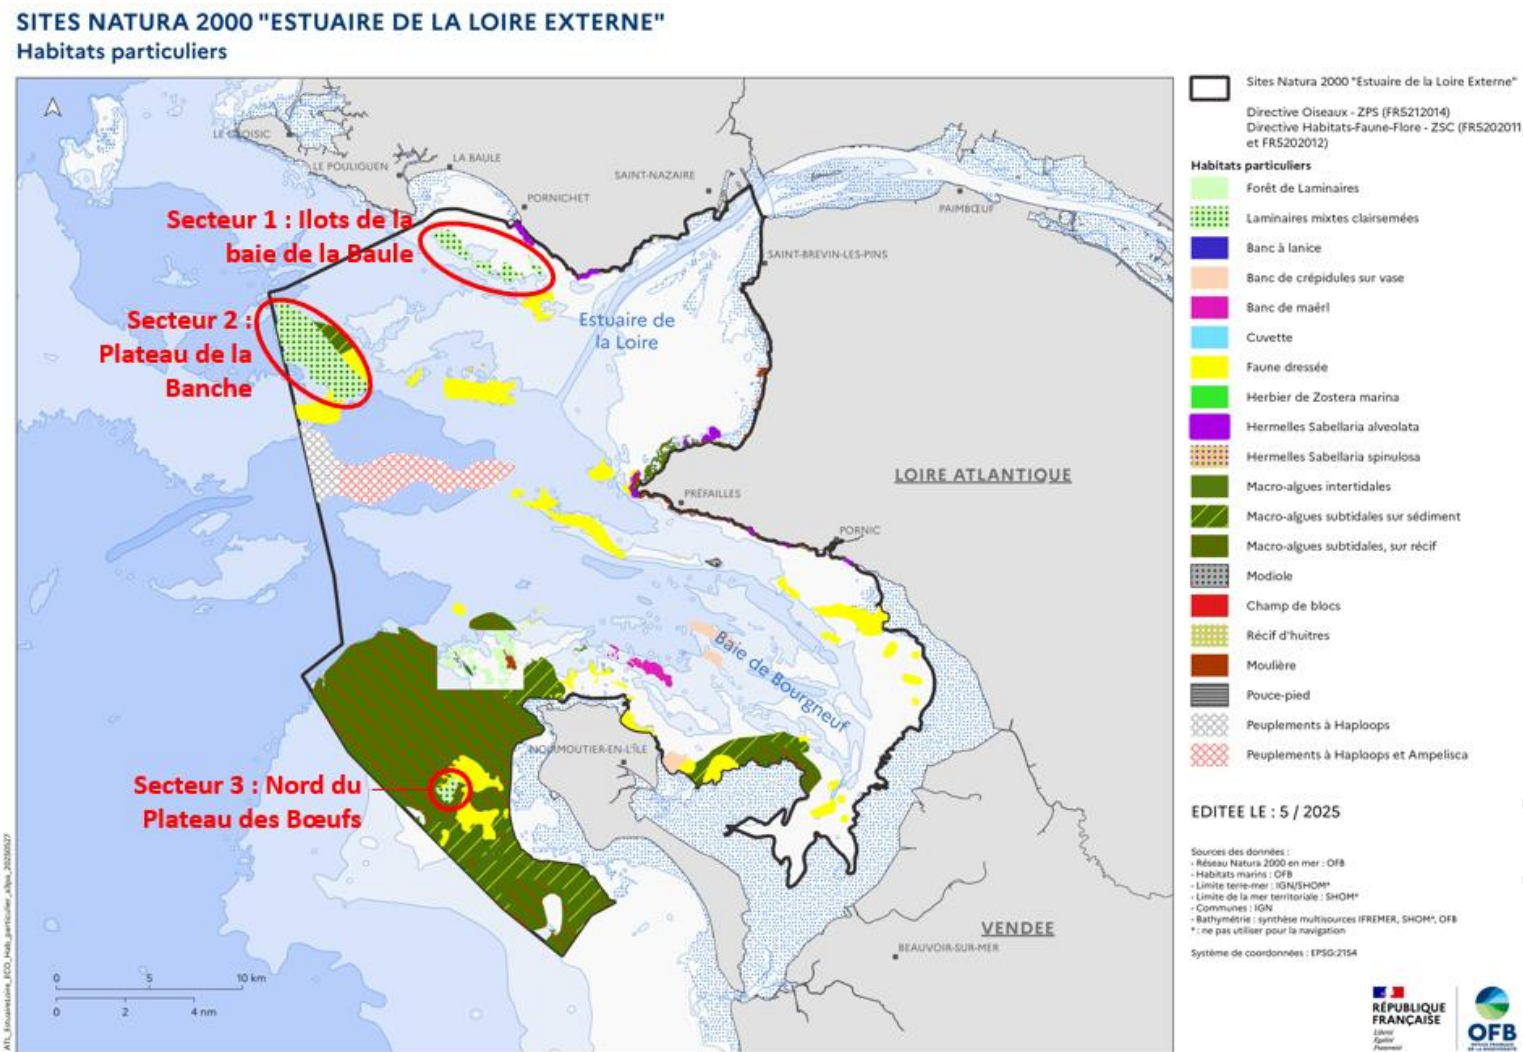 SITES NATURA 2000 "ESTUAIRE DE LA LOIRE EXTERNE"
Habitats particuliers
LE CROISIC
LE POULIGUEN
LA BAULE
PORNICHET
SAINT-NAZAIRE
PAIMBŒUF
SAINT-BREVIN-LES-PINS
Secteur 1 : Ilots de la
baie de la Baule
Secteur 2 :
Plateau de la
Banche
Estuaire de
la Loire
LOIRE ATLANTIQUE
PRÉFAILLES
PORNIC
Baie de Bourgneuf
NOIRMOUTIER-EN-L'ÎLE
Secteur 3 : Nord du
Plateau des Bœufs
VENDEE
BEAUVOIR-SUR-MER
0 5 10 km
0 2 4 nm
Sites Natura 2000 "Estuaire de la Loire Externe"
Directive Oiseaux - ZPS (FR5212014)
Directive Habitats-Faune-Flore - ZSC (FR5202011
et FR5202012)
Habitats particuliers
Forêt de Laminaires
Laminaires mixtes clairsemées
Banc à lanice
Banc de crépidules sur vase
Banc de maërl
Cuvette
Faune dressée
Herbier de Zostera marina
Hermelles Sabellaria alveolata
Hermelles Sabellaria spinulosa
Macro-algues intertidales
Macro-algues subtidales sur sédiment
Macro-algues subtidales, sur récif
Modiole
Champ de blocs
Récif d'huîtres
Moulière
Pouce-pied
Peuplements à Haploops
Peuplements à Haploops et Ampelisca
EDITEE LE : 5 / 2025
Sources des données :
- Réseau Natura 2000 en mer : OFB
- Habitats marins : OFB
- Limite terre-mer : IGN/SHOM*
- Limite de la mer territoriale : SHOM*
- Communes : IGN
- Bathymétrie : synthèse multisources IFREMER, SHOM*, OFB
* : ne pas utiliser pour la navigation
Système de coordonnées : EPSG:2154
RÉPUBLIQUE
FRANÇAISE
Liberté
Égalité
Fraternité
OFB
OFFICE FRANÇAIS
DE LA BIODIVERSITÉ